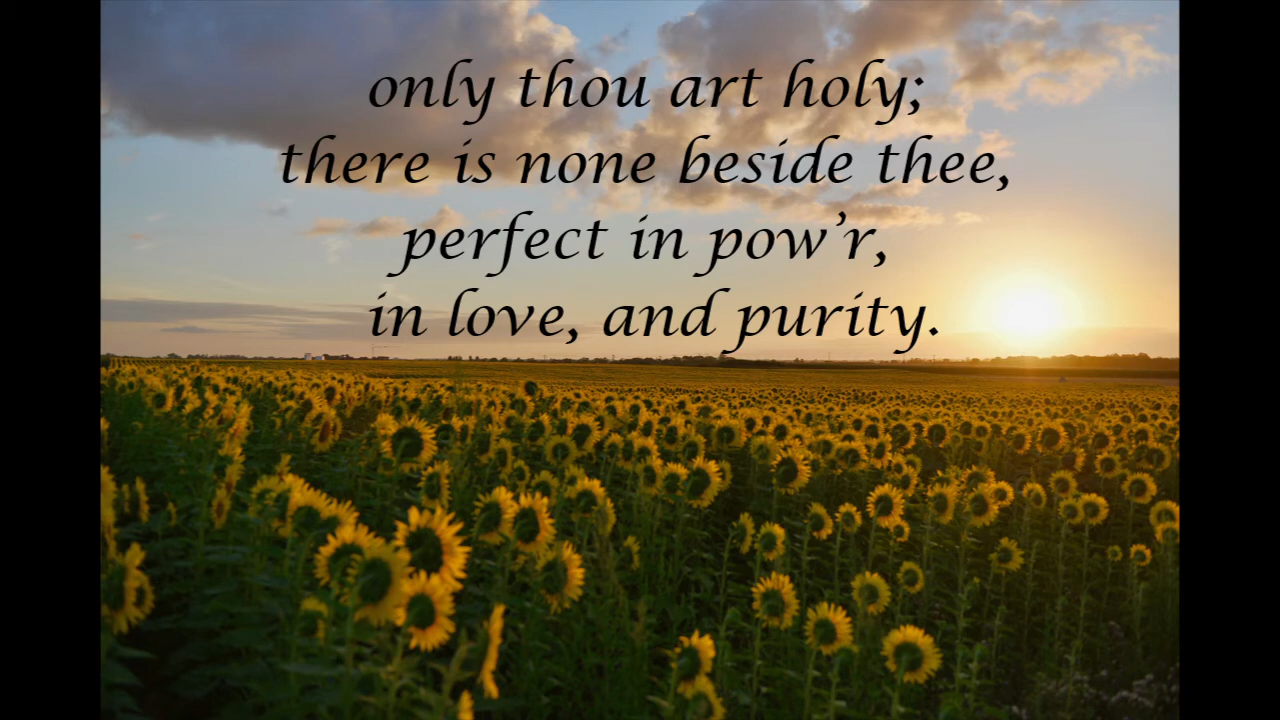 only thou art holy;
there is none beside thee,
perfect in pow’r,
in love, and purity.